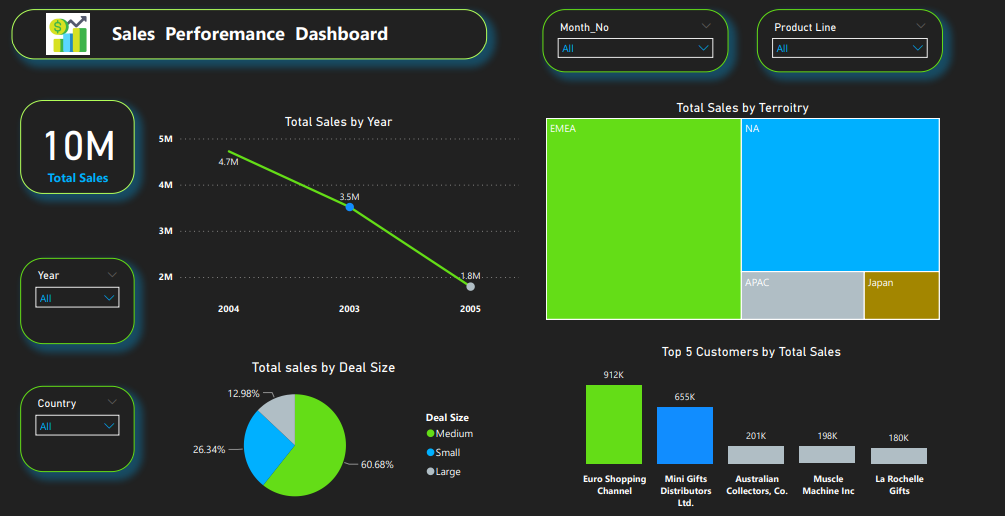 Sales Perforemance Dashboard
Month_No
All
Product Line
All
10M
Total Sales
Total Sales by Year
5M
4M
3M
2M
4.7M
3.5M
1.8M
2004
2003
2005
Total Sales by Terroitry
EMEA
NA
APAC
Japan
Year
All
Country
All
Total sales by Deal Size
12.98%
26.34%
60.68%
Deal Size
Medium
Small
Large
Top 5 Customers by Total Sales
912K
655K
201K
198K
180K
Euro Shopping
Channel
Mini Gifts
Distributors
Ltd.
Australian
Collectors, Co.
Muscle
Machine Inc
La Rochelle
Gifts